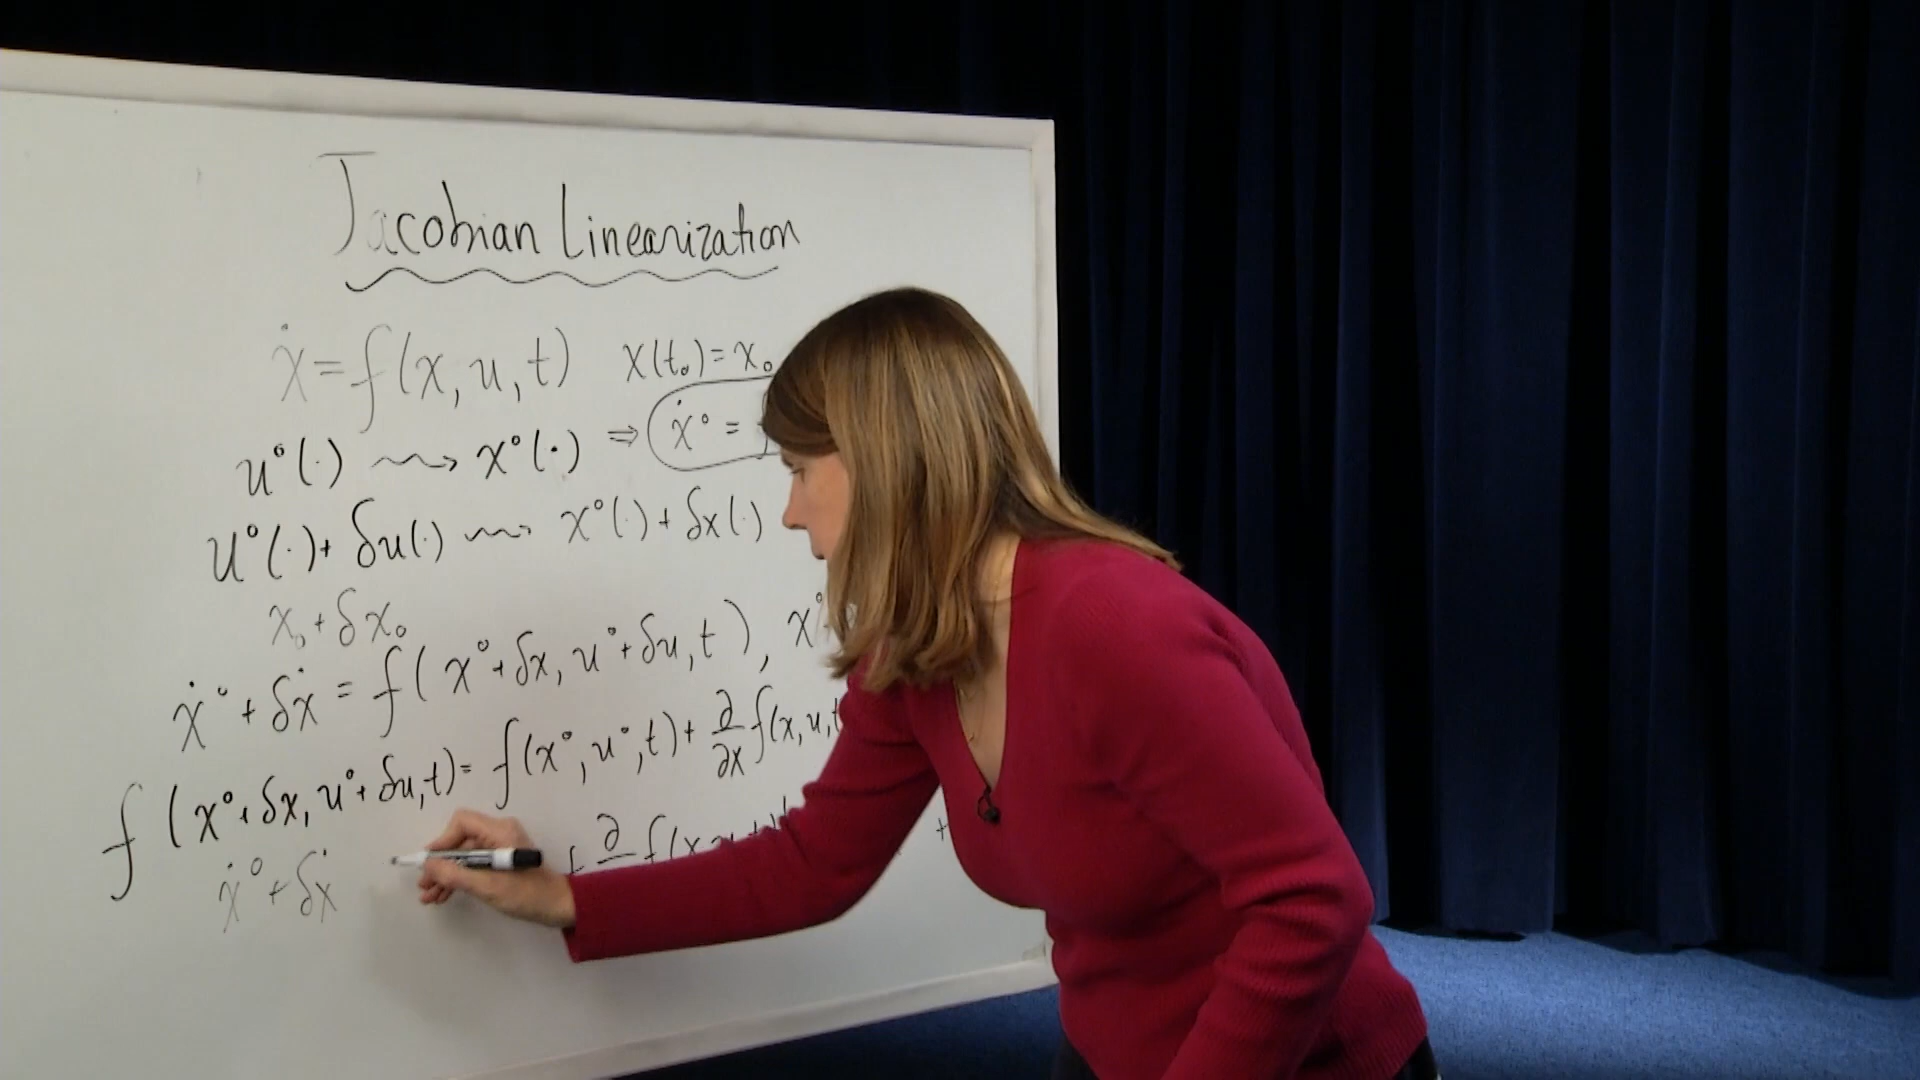 Jacobian Linearization
ẋ = f(x, u, t) x(t₀) = x₀
u°(·) ⇝ x°(·) ⇒ ẋ° =
u°(·) + δu(·) ⇝ x°(·) + δx(·)
x₀ + δx₀
ẋ° + δẋ = f(x° + δx, u° + δu, t), x°
f(x° + δx, u° + δu, t) = f(x°, u°, t) + ∂/∂x f(x, u, t
+ ∂ f(x, u, t) +
ẋ° + δẋ